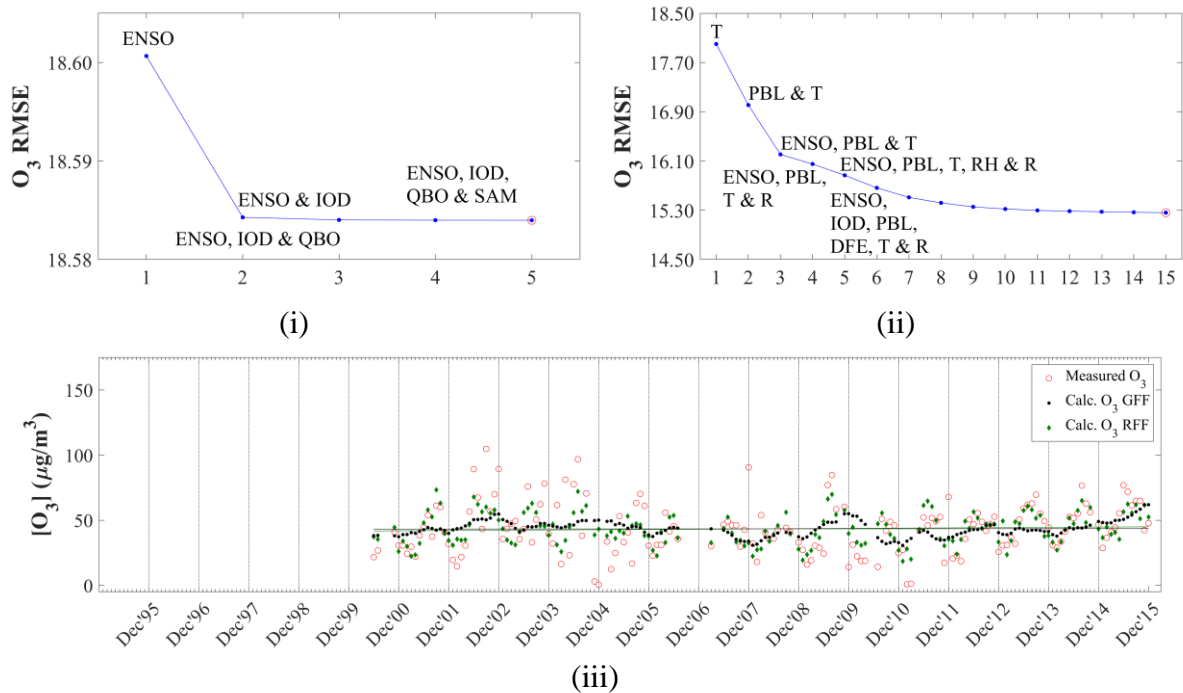 O3 RMSE
18.60
18.59
18.58
ENSO
ENSO & IOD
ENSO, IOD & QBO
ENSO, IOD,
QBO & SAM
1 2 3 4 5
(i)
O3 RMSE
18.50
17.70
16.90
16.10
15.30
14.50
T
PBL & T
ENSO, PBL & T
ENSO, PBL,
T & R
ENSO, PBL, T, RH & R
ENSO,
IOD, PBL,
DFE, T & R
1 2 3 4 5 6 7 8 9 10 11 12 13 14 15
(ii)
[O3] (μg/m3)
150
100
50
0
Measured O3
Calc. O3 GFF
Calc. O3 RFF
Dec'95 Dec'96 Dec'97 Dec'98 Dec'99 Dec'00 Dec'01 Dec'02 Dec'03 Dec'04 Dec'05 Dec'06 Dec'07 Dec'08 Dec'09 Dec'10 Dec'11 Dec'12 Dec'13 Dec'14 Dec'15
(iii)